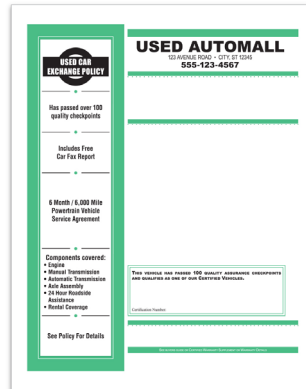 USED CAR
EXCHANGE POLICY
Has passed over 100
quality checkpoints
Includes Free
Car Fax Report
6 Month / 6,000 Mile
Powertrain Vehicle
Service Agreement
Components covered:
• Engine
• Manual Transmission
• Automatic Transmission
• Axle Assembly
• 24 Hour Roadside
Assistance
• Rental Coverage
See Policy For Details
USED AUTOMALL
123 AVENUE ROAD • CITY, ST 12345
555-123-4567
THIS VEHICLE HAS PASSED 100 QUALITY ASSURANCE CHECKPOINTS
AND QUALIFIES AS ONE OF OUR CERTIFIED VEHICLES.
Certification Number